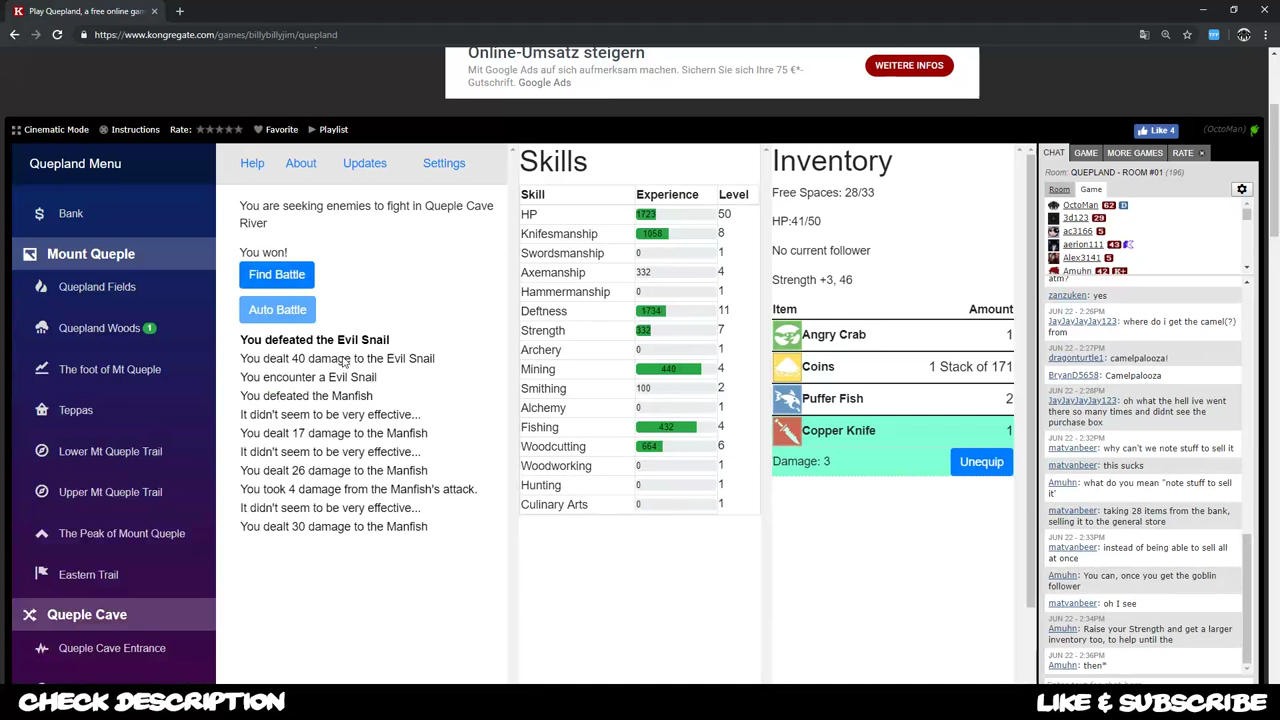 Play Quepland, a free online gam
https://www.kongregate.com/games/billybillyjim/quepland
Online-Umsatz steigern
Mit Google Ads auf sich aufmerksam machen. Sichern Sie sich Ihre 75 €*-
Gutschrift. Google Ads
WEITERE INFOS
Cinematic Mode
Instructions
Rate:
Favorite
Playlist
Like 4
(OctoMan)
Quepland Menu
Bank
Mount Queple
Quepland Fields
Quepland Woods 1
The foot of Mt Queple
Teppas
Lower Mt Queple Trail
Upper Mt Queple Trail
The Peak of Mount Queple
Eastern Trail
Queple Cave
Queple Cave Entrance
Help About Updates Settings
You are seeking enemies to fight in Queple Cave
River
You won!
Find Battle
Auto Battle
You defeated the Evil Snail
You dealt 40 damage to the Evil Snail
You encounter a Evil Snail
You defeated the Manfish
It didn't seem to be very effective...
You dealt 17 damage to the Manfish
It didn't seem to be very effective...
You dealt 26 damage to the Manfish
You took 4 damage from the Manfish's attack.
It didn't seem to be very effective...
You dealt 30 damage to the Manfish
Skills
Skill Experience Level
HP 1723 50
Knifesmanship 1058 8
Swordsmanship 0 1
Axemanship 332 4
Hammermanship 0 1
Deftness 1734 11
Strength 332 7
Archery 0 1
Mining 440 4
Smithing 100 2
Alchemy 0 1
Fishing 432 4
Woodcutting 664 6
Woodworking 0 1
Hunting 0 1
Culinary Arts 0 1
Inventory
Free Spaces: 28/33
HP:41/50
No current follower
Strength +3, 46
Item Amount
Angry Crab 1
Coins 1 Stack of 171
Puffer Fish 2
Copper Knife 1
Damage: 3 Unequip
CHAT GAME MORE GAMES RATE
Room: QUEPLAND - ROOM #01 (196)
Room Game
OctoMan 62 D
3d123 29
ac3166 5
aerion111 43
Alex3141 5
Amuhn 42 K+
atm?
zanzuken: yes
JUN 22 - 2:26PM
JayJayJayJay123: where do i get the camel(?)
from
JUN 22 - 2:27PM
dragonturtle1: camelpalooza!
BryanD5658: Camelpalooza
JayJayJayJay123: oh what the hell ive went
there so many times and didnt see the
purchase box
JUN 22 - 2:32PM
matvanbeer: why can't we note stuff to sell it
matvanbeer: this sucks
Amuhn: what do you mean "note stuff to sell
it'
matvanbeer: taking 28 items from the bank,
selling it to the general store
JUN 22 - 2:33PM
matvanbeer: instead of being able to sell all
at once
Amuhn: You can, once you get the goblin
follower
matvanbeer: oh I see
JUN 22 - 2:34PM
Amuhn: Raise your Strength and get a larger
inventory too, to help until the
JUN 22 - 2:36PM
Amuhn: then*
CHECK DESCRIPTION
LIKE & SUBSCRIBE